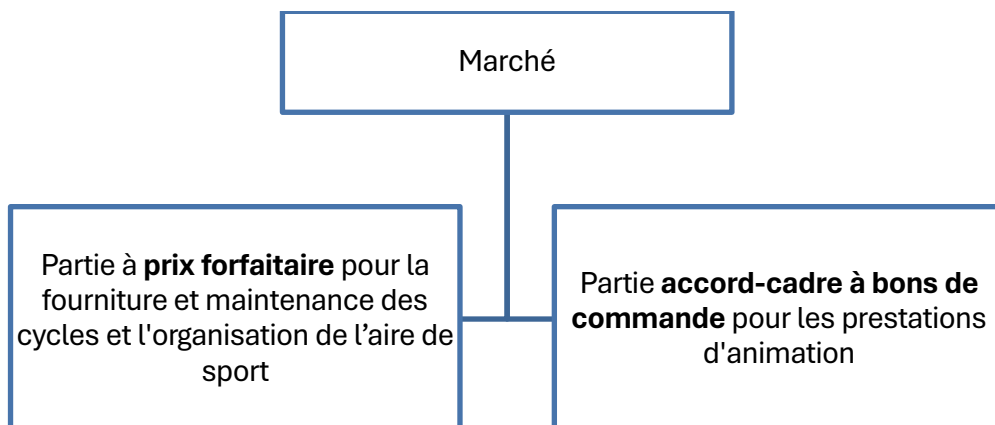 Marché
Partie à prix forfaitaire pour la
fourniture et maintenance des
cycles et l'organisation de l’aire de
sport
Partie accord-cadre à bons de
commande pour les prestations
d'animation